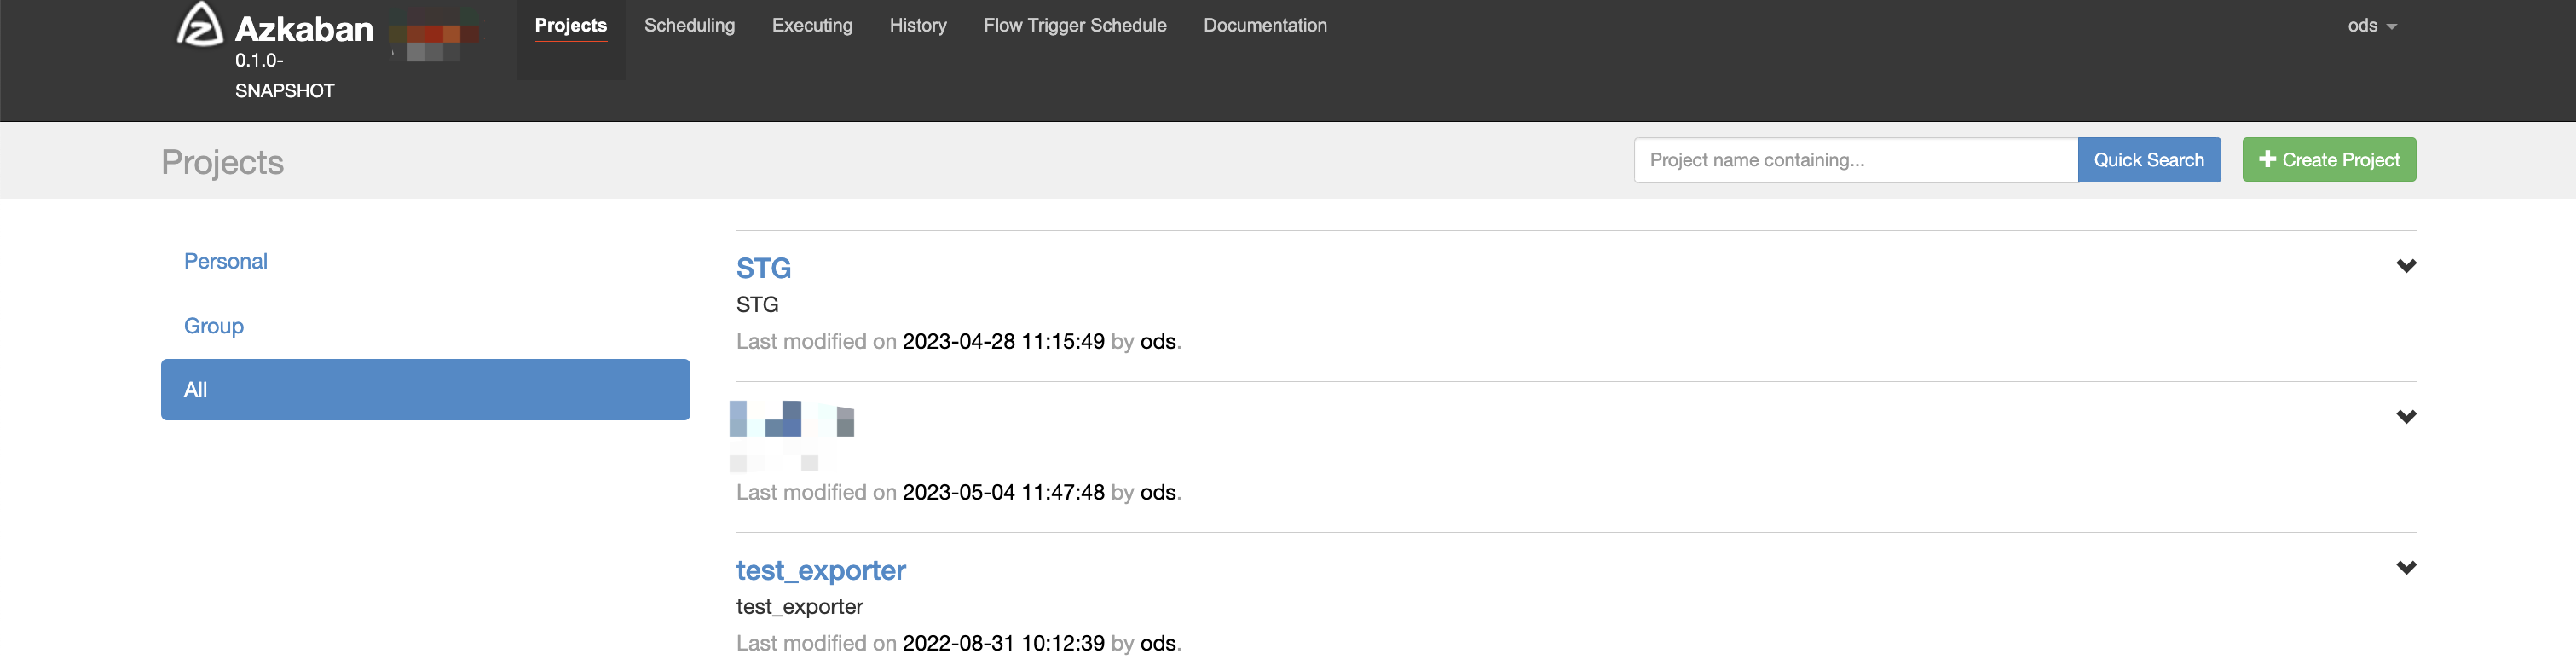 Azkaban
0.1.0-
SNAPSHOT
Projects Scheduling Executing History Flow Trigger Schedule Documentation ods
Projects
Project name containing... Quick Search Create Project
Personal
Group
All
STG
STG
Last modified on 2023-04-28 11:15:49 by ods.
Last modified on 2023-05-04 11:47:48 by ods.
test_exporter
test_exporter
Last modified on 2022-08-31 10:12:39 by ods.